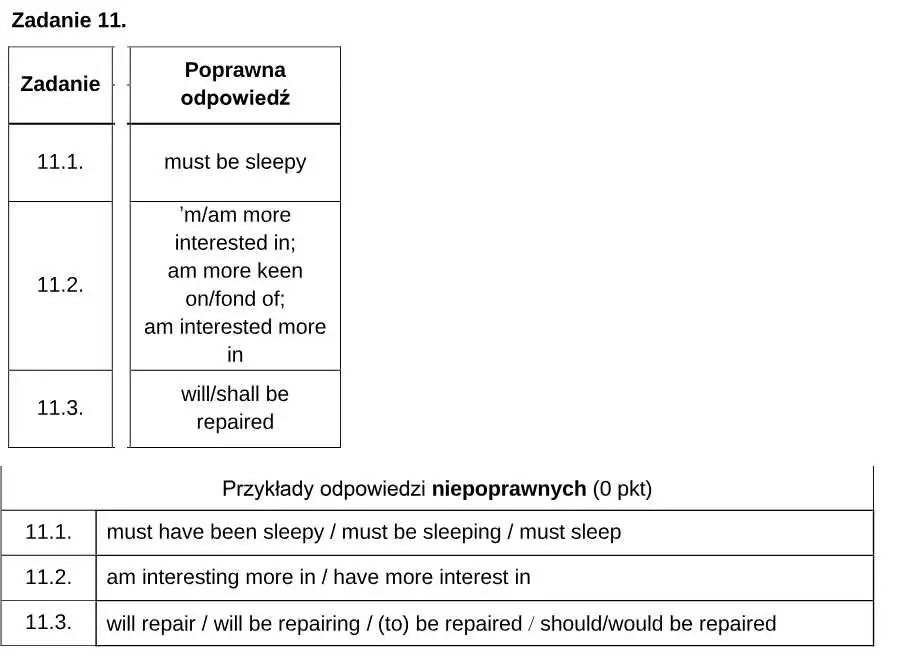 Zadanie 11.
Zadanie
Poprawna
odpowiedź
11.1.
must be sleepy
11.2.
’m/am more
interested in;
am more keen
on/fond of;
am interested more
in
11.3.
will/shall be
repaired
Przykłady odpowiedzi niepoprawnych (0 pkt)
11.1. must have been sleepy / must be sleeping / must sleep
11.2. am interesting more in / have more interest in
11.3. will repair / will be repairing / (to) be repaired / should/would be repaired